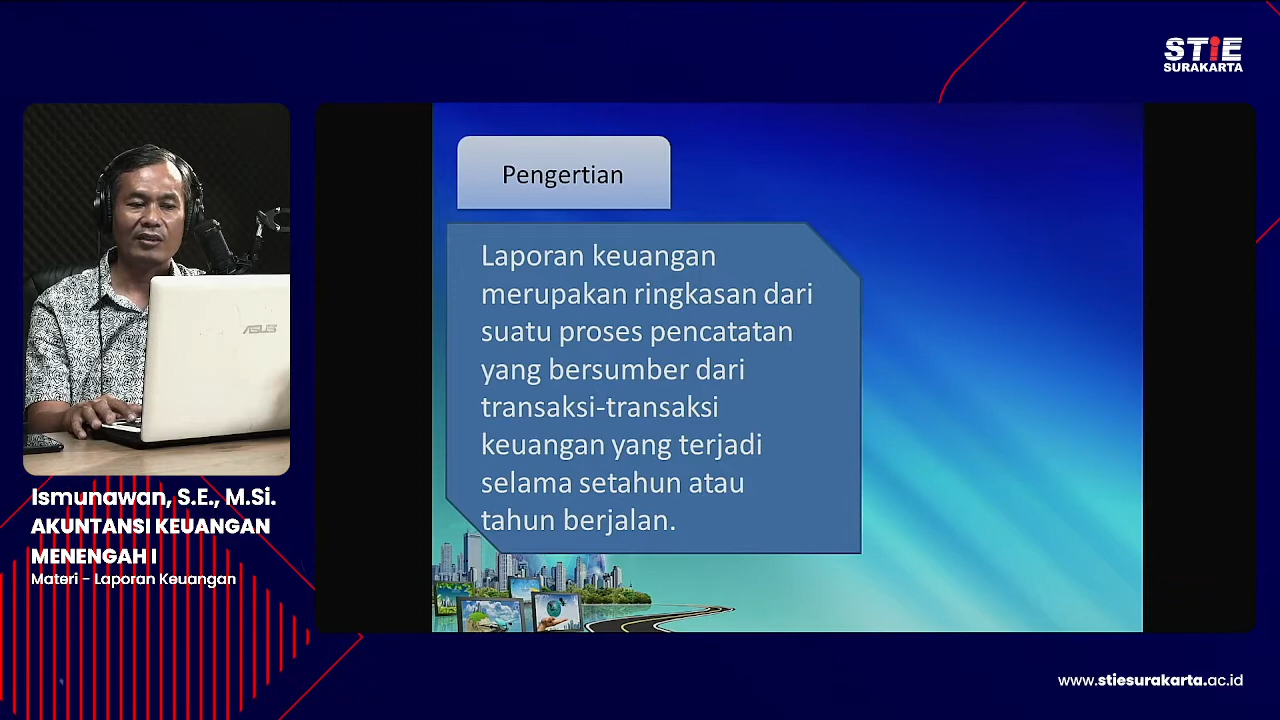 STiE
SURAKARTA
Pengertian
Laporan keuangan
merupakan ringkasan dari
suatu proses pencatatan
yang bersumber dari
transaksi-transaksi
keuangan yang terjadi
selama setahun atau
tahun berjalan.
ASUS
Ismunawan, S.E., M.Si.
AKUNTANSI KEUANGAN
MENENGAH I
Materi - Laporan Keuangan
www.stiesurakarta.ac.id